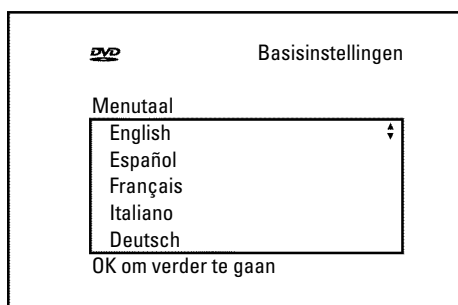 DVD Basisinstellingen
Menutaal
English
Español
Français
Italiano
Deutsch
OK om verder te gaan